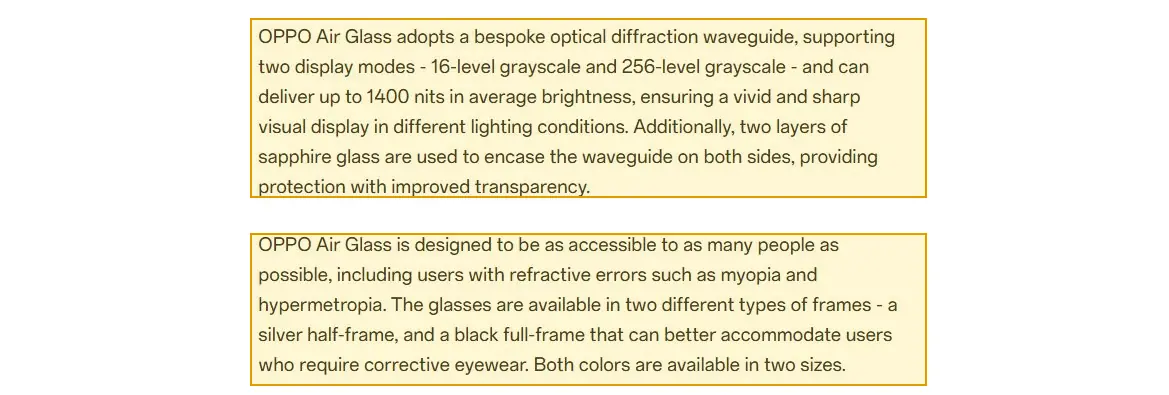 OPPO Air Glass adopts a bespoke optical diffraction waveguide, supporting
two display modes - 16-level grayscale and 256-level grayscale - and can
deliver up to 1400 nits in average brightness, ensuring a vivid and sharp
visual display in different lighting conditions. Additionally, two layers of
sapphire glass are used to encase the waveguide on both sides, providing
protection with improved transparency.
OPPO Air Glass is designed to be as accessible to as many people as
possible, including users with refractive errors such as myopia and
hypermetropia. The glasses are available in two different types of frames - a
silver half-frame, and a black full-frame that can better accommodate users
who require corrective eyewear. Both colors are available in two sizes.